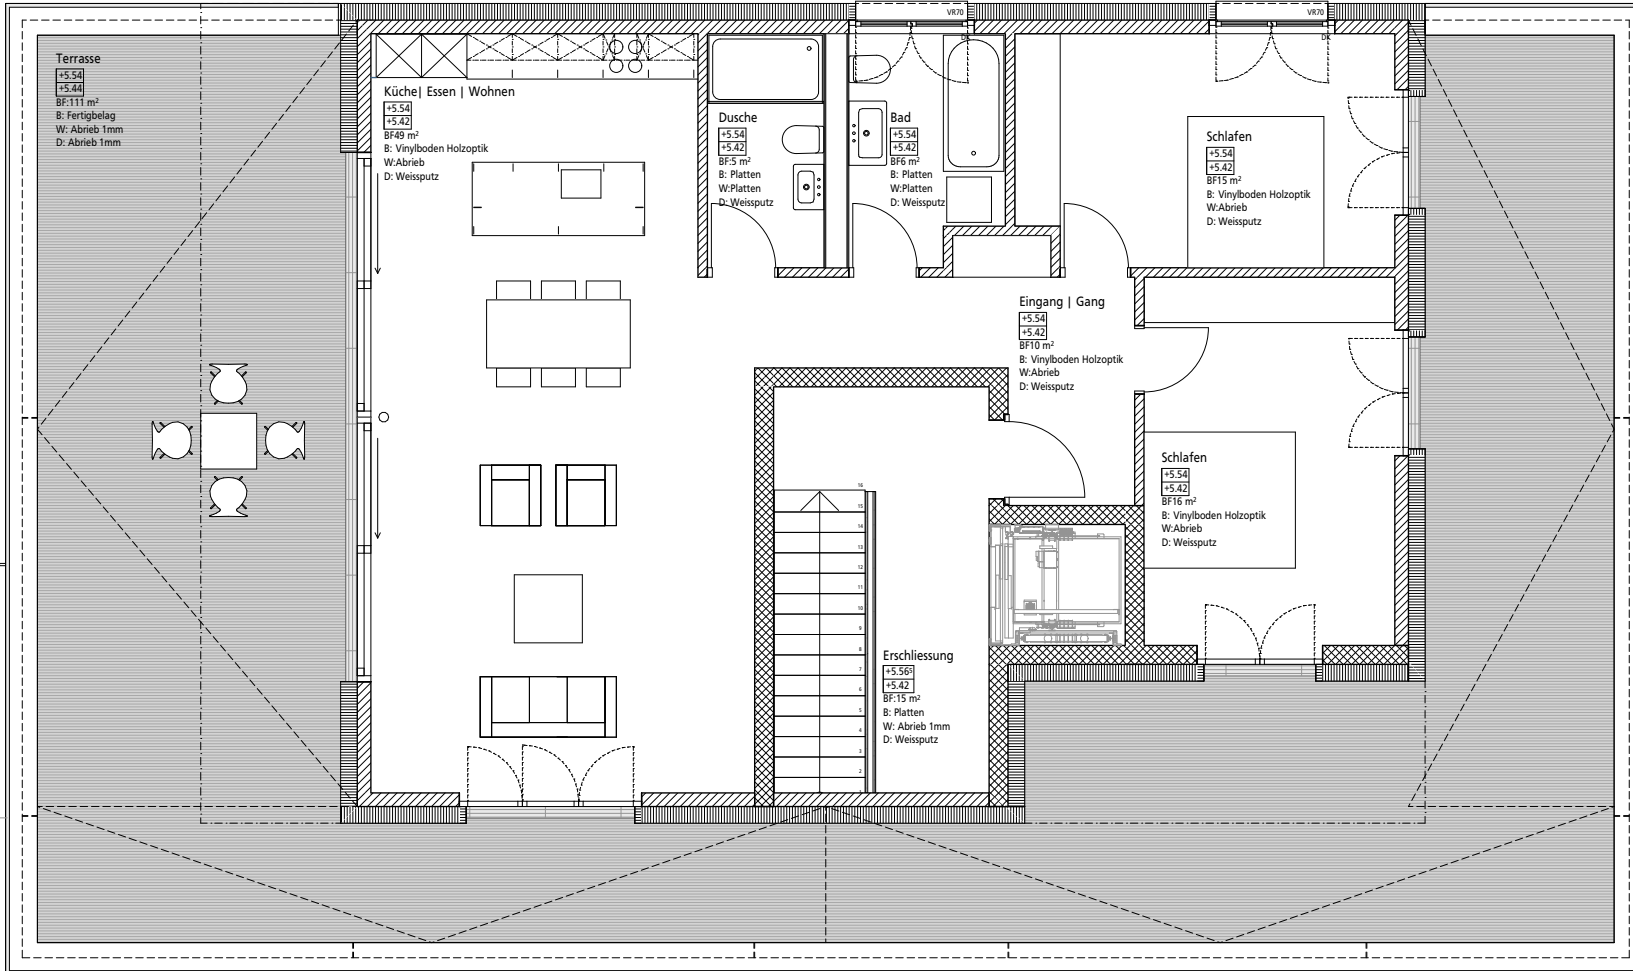 Terrasse
+5.54
+5.44
BF:111 m²
B: Fertigbelag
W: Abrieb 1mm
D: Abrieb 1mm
Küche| Essen | Wohnen
+5.54
+5.42
BF49 m²
B: Vinylboden Holzoptik
W:Abrieb
D: Weissputz
Dusche
+5.54
+5.42
BF:5 m²
B: Platten
W:Platten
D: Weissputz
VR70
DK
Bad
+5.54
+5.42
BF6 m²
B: Platten
W:Platten
D: Weissputz
VR70
DK
Schlafen
+5.54
+5.42
BF15 m²
B: Vinylboden Holzoptik
W:Abrieb
D: Weissputz
Eingang | Gang
+5.54
+5.42
BF10 m²
B: Vinylboden Holzoptik
W:Abrieb
D: Weissputz
Schlafen
+5.54
+5.42
BF16 m²
B: Vinylboden Holzoptik
W:Abrieb
D: Weissputz
16
15
14
13
12
11
10
9
8
7
6
5
4
3
2
Erschliessung
+5.56⁵
+5.42
BF:15 m²
B: Platten
W: Abrieb 1mm
D: Weissputz